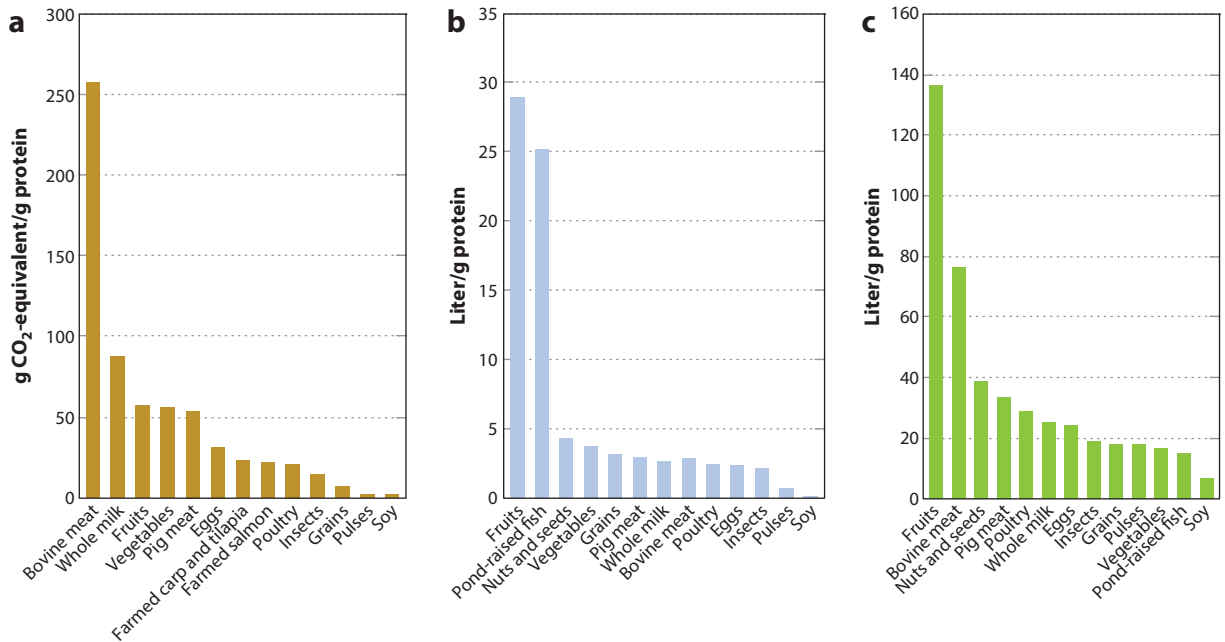 a
g CO₂-equivalent/g protein
300
250
200
150
100
50
0
Bovine meat
Whole milk
Fruits
Vegetables
Pig meat
Eggs
Farmed carp and tilapia
Farmed salmon
Poultry
Insects
Grains
Pulses
Soy
b
Liter/g protein
35
30
25
20
15
10
5
0
Fruits
Pond-raised fish
Nuts and seeds
Vegetables
Grains
Pig meat
Whole milk
Bovine meat
Poultry
Eggs
Insects
Pulses
Soy
c
Liter/g protein
160
140
120
100
80
60
40
20
0
Fruits
Bovine meat
Nuts and seeds
Pig meat
Poultry
Whole milk
Eggs
Insects
Grains
Pulses
Vegetables
Pond-raised fish
Soy